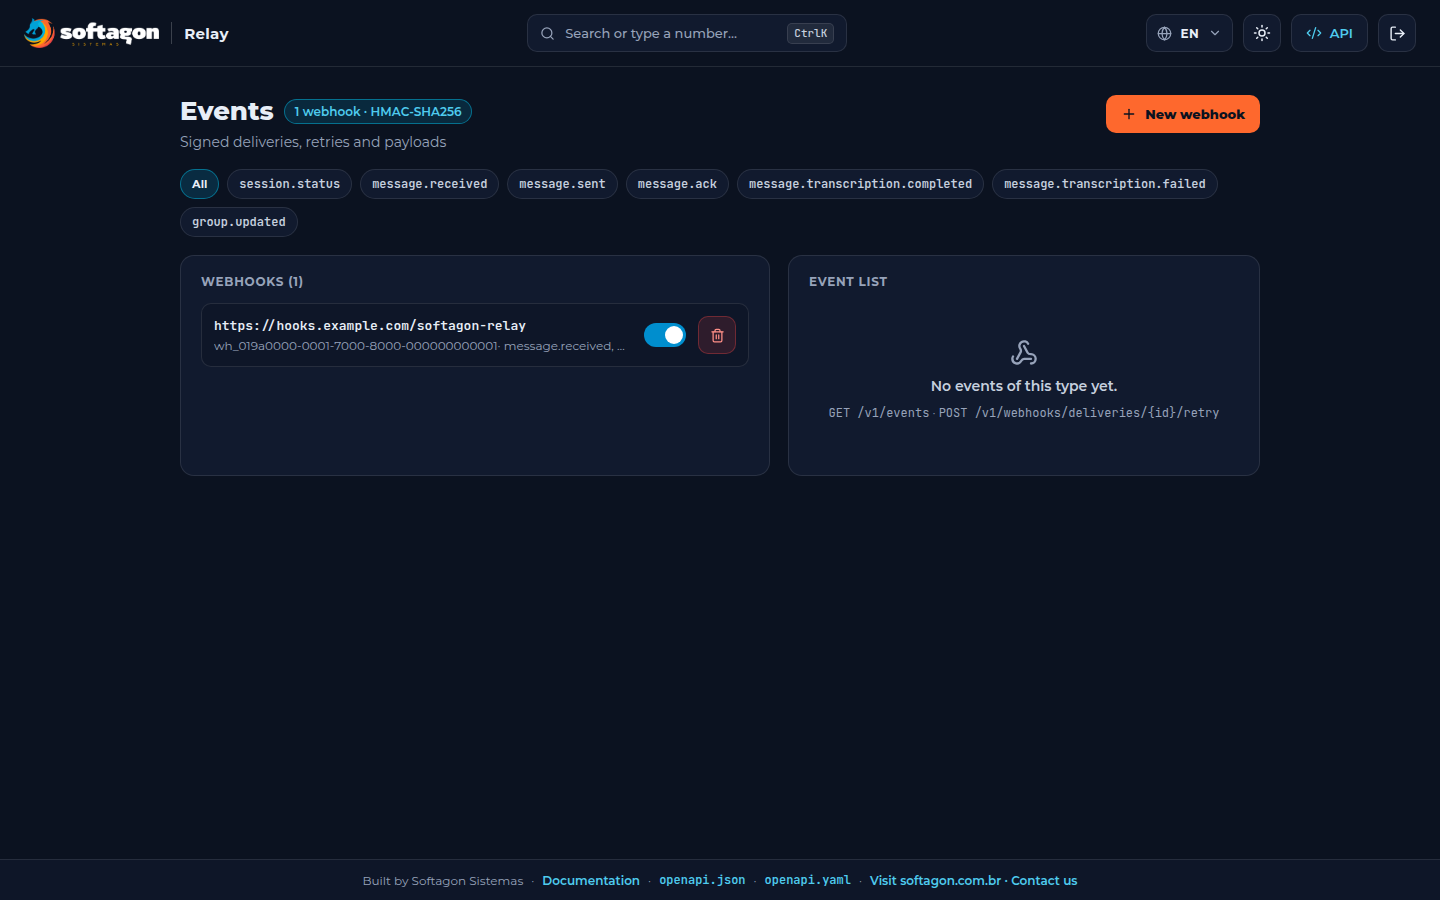 softagon
SISTEMAS
Relay
Search or type a number...
CtrlK
EN
API
Events
1 webhook · HMAC-SHA256
New webhook
Signed deliveries, retries and payloads
All
session.status
message.received
message.sent
message.ack
message.transcription.completed
message.transcription.failed
group.updated
WEBHOOKS (1)
https://hooks.example.com/softagon-relay
wh_019a0000-0001-7000-8000-000000000001· message.received, ...
EVENT LIST
No events of this type yet.
GET /v1/events · POST /v1/webhooks/deliveries/{id}/retry
Built by Softagon Sistemas · Documentation · openapi.json · openapi.yaml · Visit softagon.com.br · Contact us